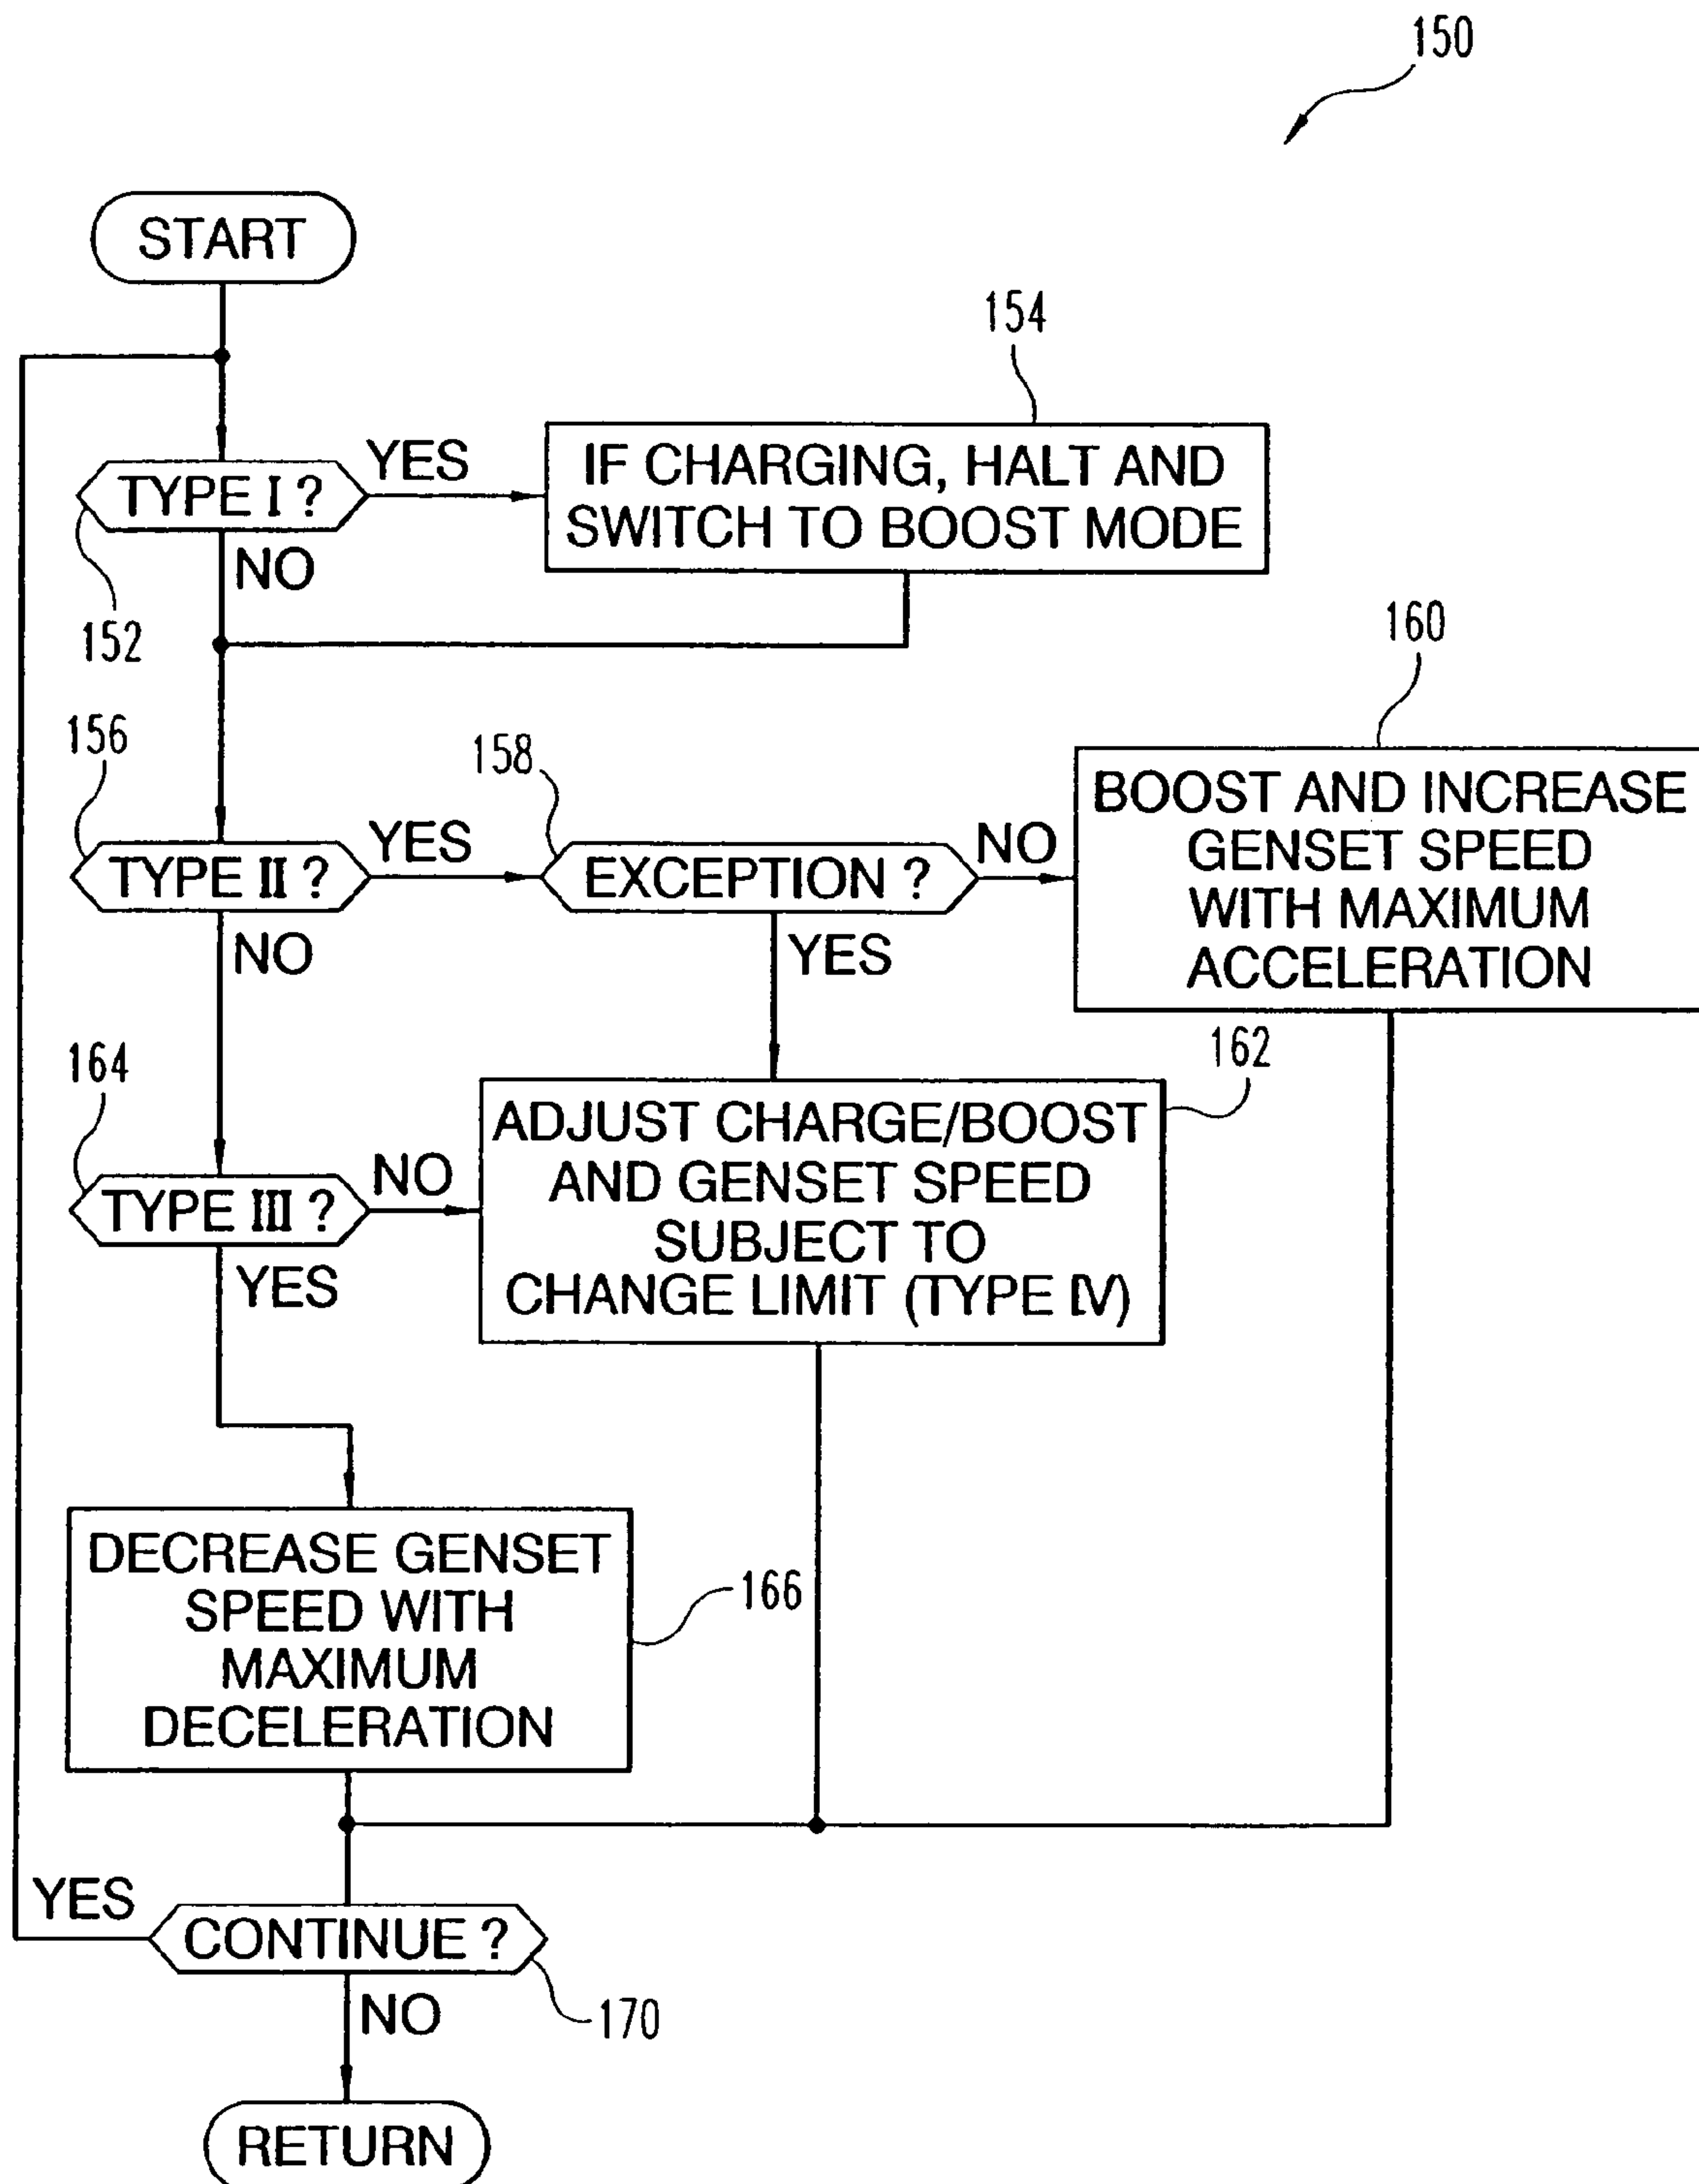 150
START
154
TYPE I ?
YES
IF CHARGING, HALT AND
SWITCH TO BOOST MODE
NO
152
160
156
158
TYPE II ?
YES
EXCEPTION ?
NO
BOOST AND INCREASE
GENSET SPEED
WITH MAXIMUM
ACCELERATION
NO
YES
164
162
TYPE III ?
NO
ADJUST CHARGE/BOOST
AND GENSET SPEED
SUBJECT TO
CHANGE LIMIT (TYPE IV)
YES
DECREASE GENSET
SPEED WITH
MAXIMUM
DECELERATION
166
YES
CONTINUE ?
NO
170
RETURN